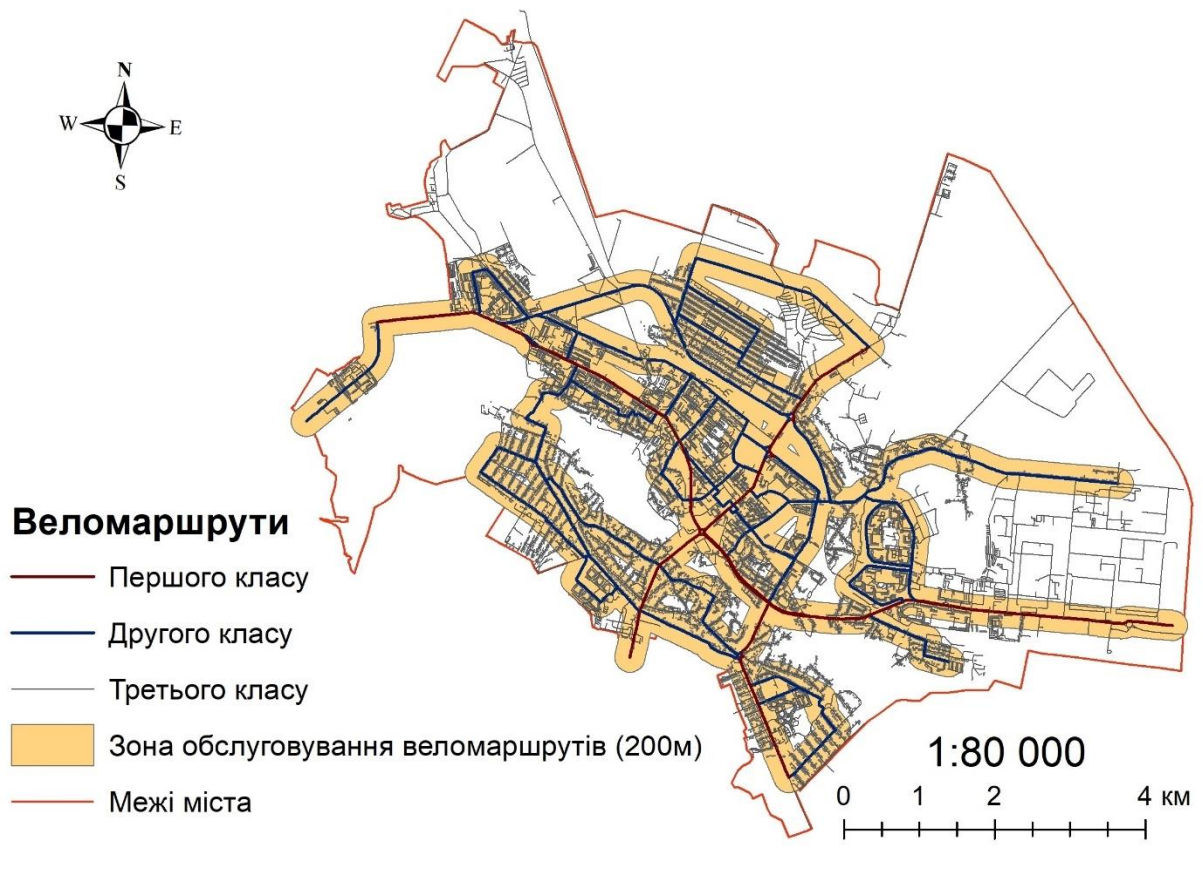 N
W E
S
Веломаршрути
Першого класу
Другого класу
Третього класу
Зона обслуговування веломаршрутів (200м)
Межі міста
1:80 000
0 1 2 4 км